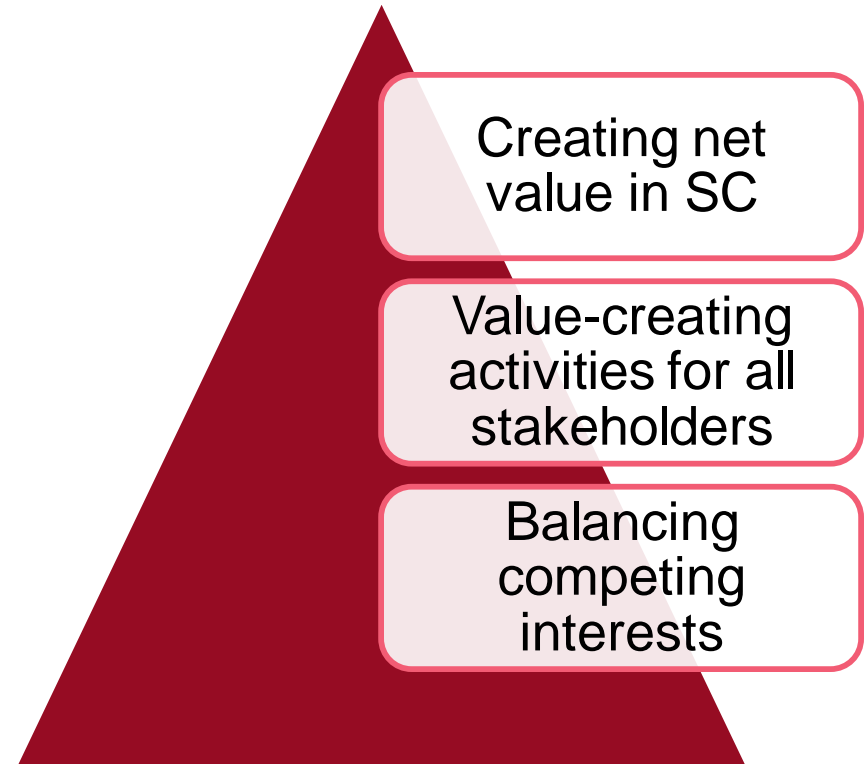 Creating net
value in SC
Value-creating
activities for all
stakeholders
Balancing
competing
interests